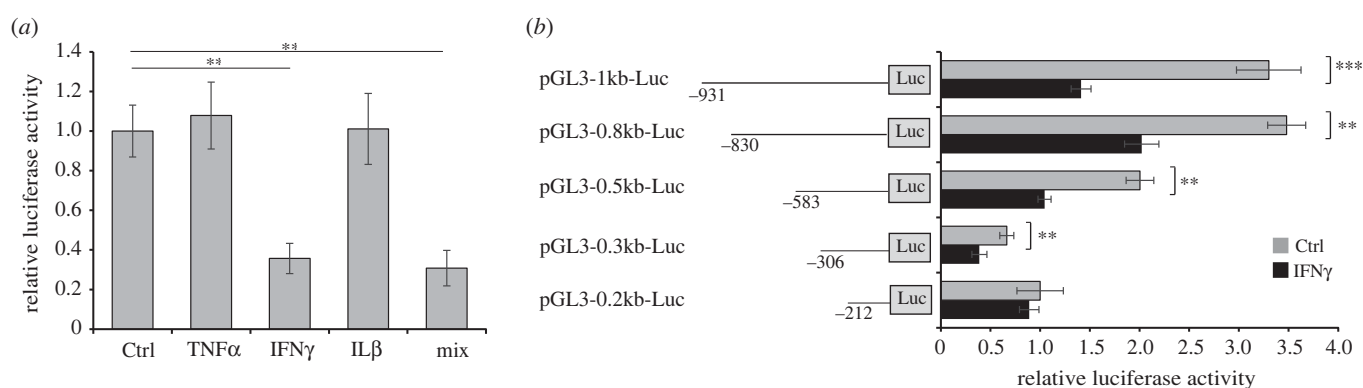 (a)
relative luciferase activity
1.4
1.2
1.0
0.8
0.6
0.4
0.2
0
**
**
Ctrl TNFα IFNγ ILβ mix
(b)
pGL3-1kb-Luc
–931
Luc
***
pGL3-0.8kb-Luc
–830
Luc
**
pGL3-0.5kb-Luc
–583
Luc
**
pGL3-0.3kb-Luc
–306
Luc
**
pGL3-0.2kb-Luc
–212
Luc
Ctrl
IFNγ
0 0.5 1.0 1.5 2.0 2.5 3.0 3.5 4.0
relative luciferase activity